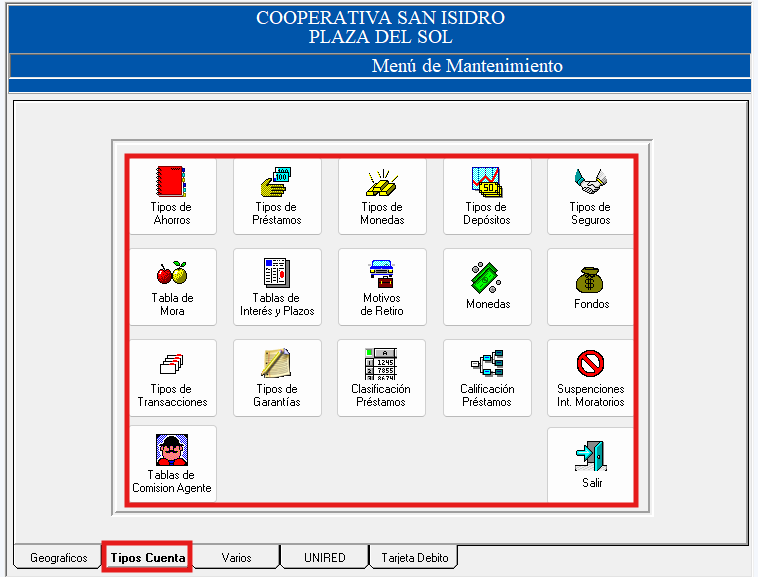 COOPERATIVA SAN ISIDRO
PLAZA DEL SOL
Menú de Mantenimiento
Tipos de
Ahorros
Tipos de
Préstamos
Tipos de
Monedas
Tipos de
Depósitos
Tipos de
Seguros
Tabla de
Mora
Tablas de
Interés y Plazos
Motivos
de Retiro
Monedas
Fondos
Tipos de
Transacciones
Tipos de
Garantías
Clasificación
Préstamos
Calificación
Préstamos
Suspenciones
Int. Moratorios
Tablas de
Comision Agente
Salir
Geograficos
Tipos Cuenta
Varios
UNIRED
Tarjeta Debito